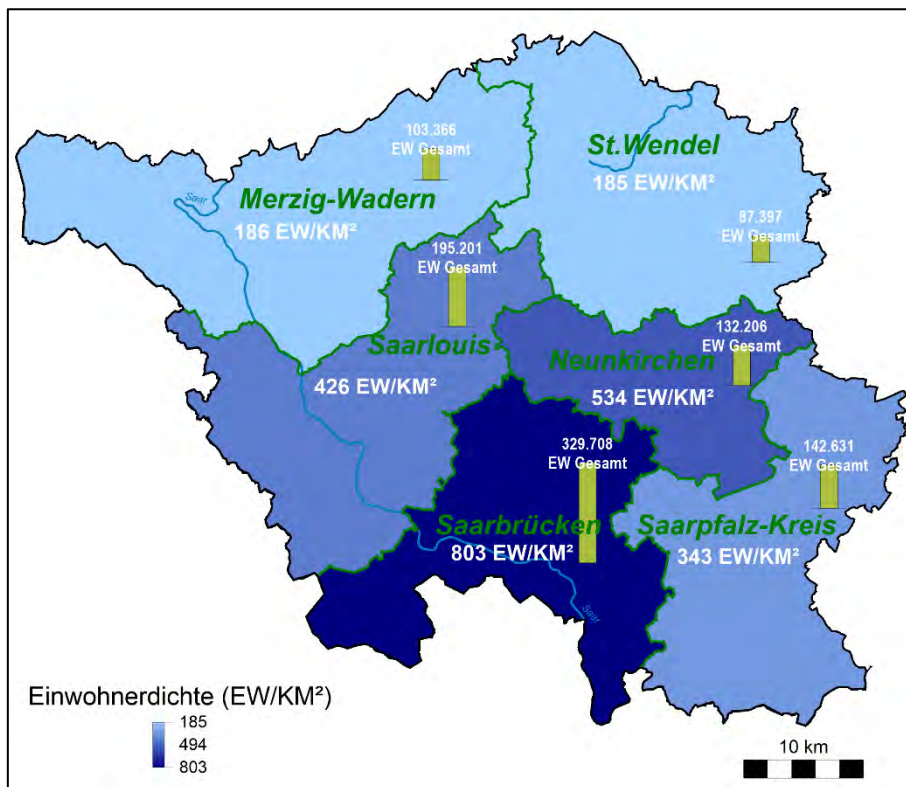 103.366
EW Gesamt
St.Wendel
185 EW/KM²
Saar
Merzig-Wadern
186 EW/KM²
87.397
EW Gesamt
195.201
EW Gesamt
132.206
EW Gesamt
Saarlouis
426 EW/KM²
Neunkirchen
534 EW/KM²
329.708
EW Gesamt
142.631
EW Gesamt
Saarbrücken
803 EW/KM²
Saarpfalz-Kreis
343 EW/KM²
Saar
Einwohnerdichte (EW/KM²)
185
494
803
10 km